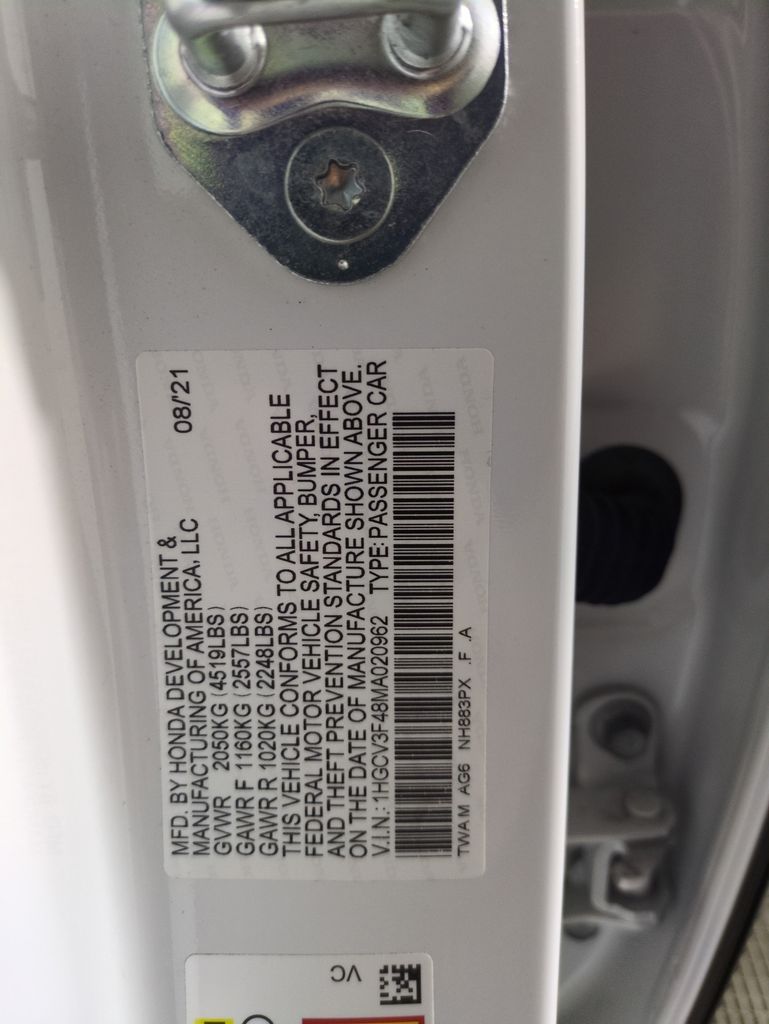 MFD. BY HONDA DEVELOPMENT &
MANUFACTURING OF AMERICA, LLC 08/'21
GVWR 2050KG (4519LBS)
GAWR F 1160KG (2557LBS)
GAWR R 1020KG (2248LBS)
THIS VEHICLE CONFORMS TO ALL APPLICABLE
FEDERAL MOTOR VEHICLE SAFETY, BUMPER,
AND THEFT PREVENTION STANDARDS IN EFFECT
ON THE DATE OF MANUFACTURE SHOWN ABOVE.
V.I.N.: 1HGCV3F48MA020962 TYPE: PASSENGER CAR
TWA M AG6 NH883PX .F .A
VC